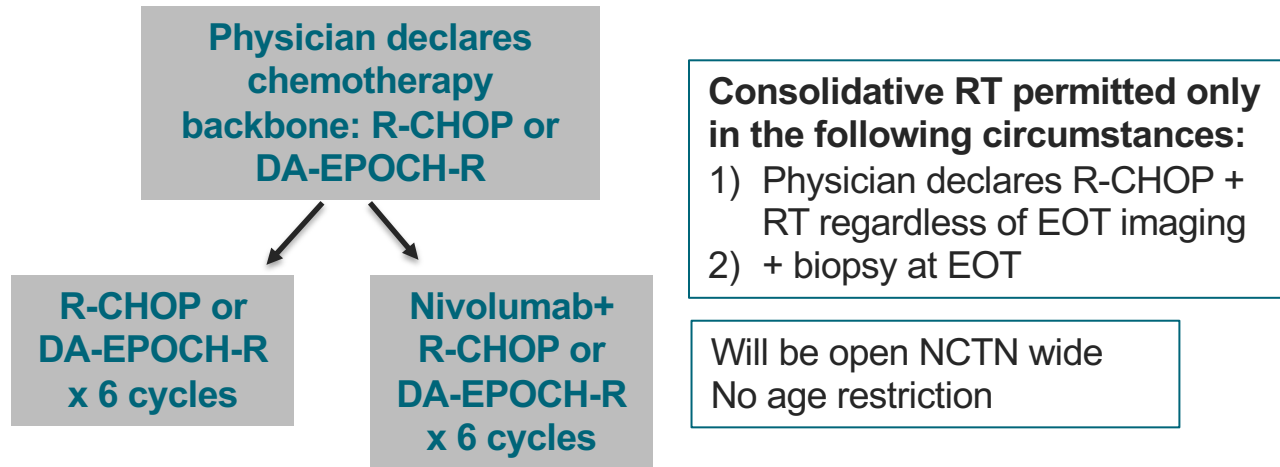 Physician declares
chemotherapy
backbone: R-CHOP or
DA-EPOCH-R
R-CHOP or
DA-EPOCH-R
x 6 cycles
Nivolumab+
R-CHOP or
DA-EPOCH-R
x 6 cycles
Consolidative RT permitted only
in the following circumstances:
1) Physician declares R-CHOP +
RT regardless of EOT imaging
2) + biopsy at EOT
Will be open NCTN wide
No age restriction